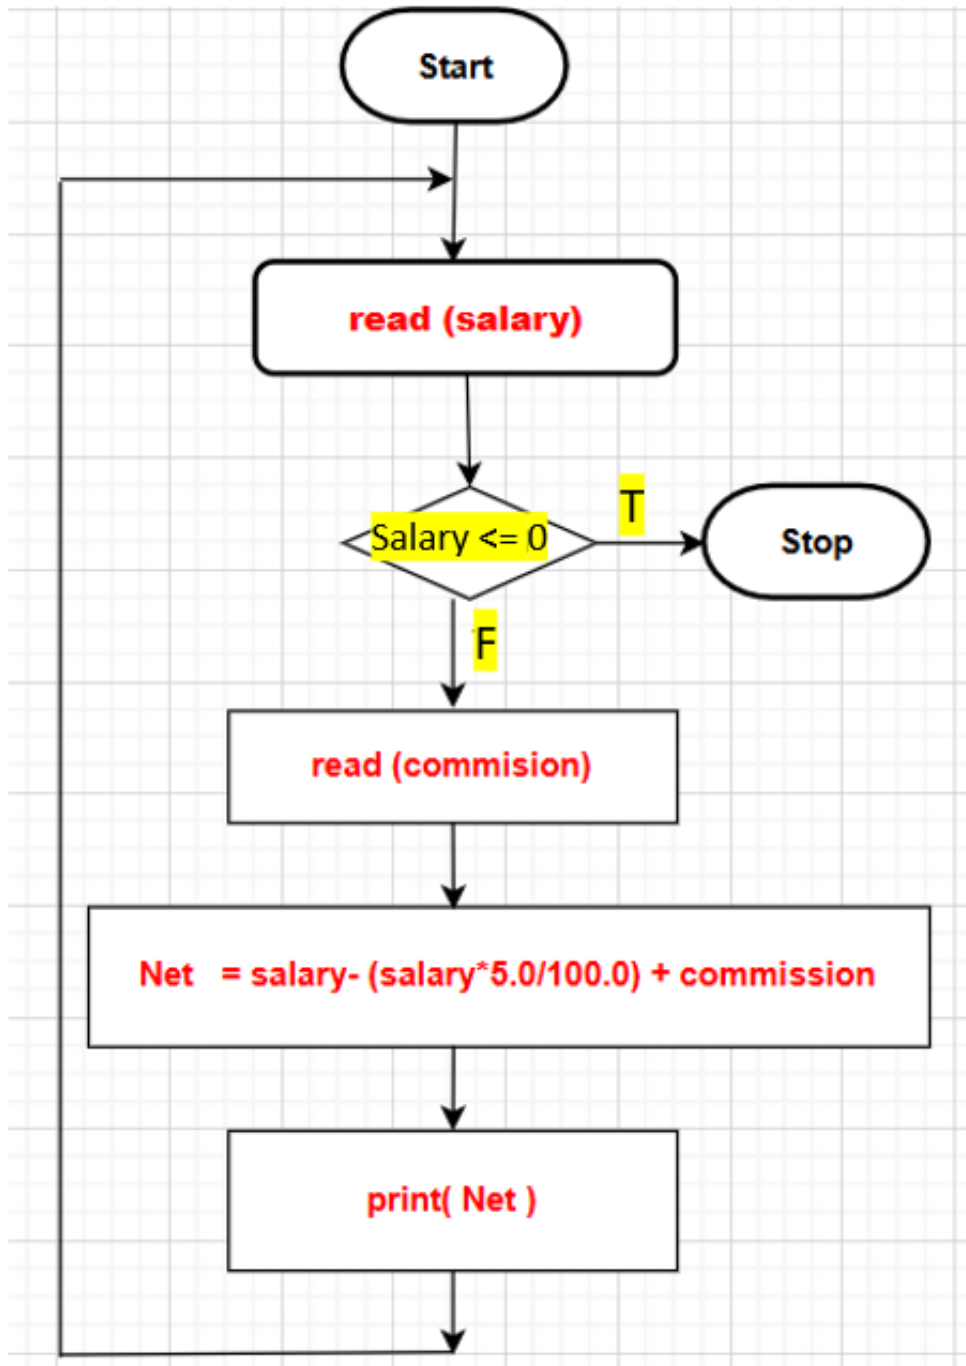 Start
read (salary)
Salary <= 0
T
Stop
F
read (commision)
Net = salary- (salary*5.0/100.0) + commission
print( Net )